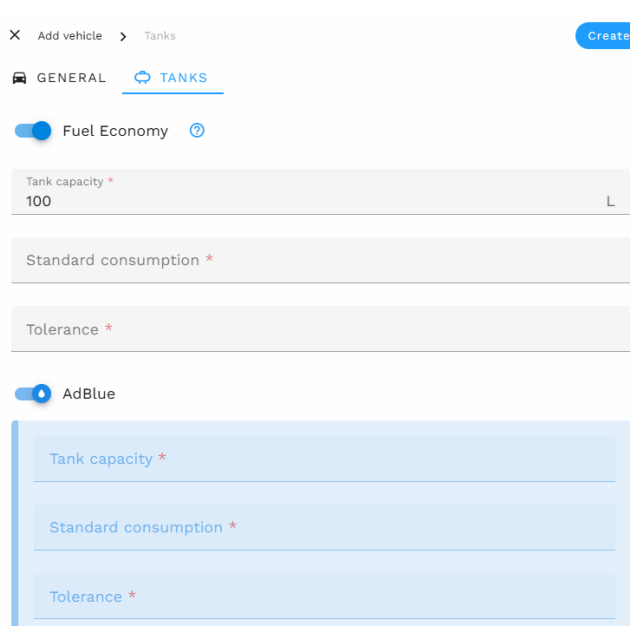 Add vehicle > Tanks
Create
GENERAL TANKS
Fuel Economy
Tank capacity *
100 L
Standard consumption *
Tolerance *
AdBlue
Tank capacity *
Standard consumption *
Tolerance *